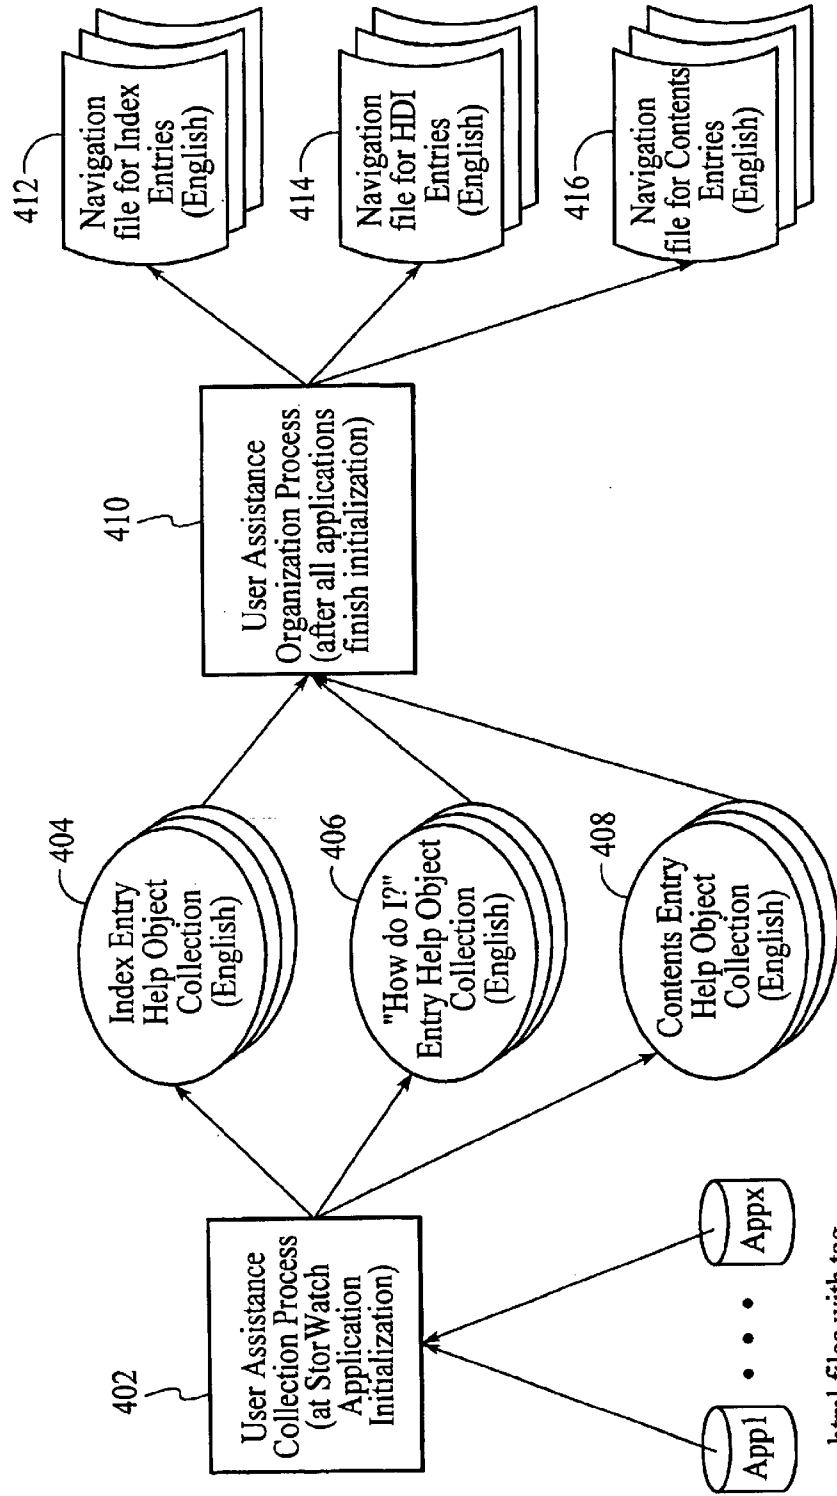 402
User Assistance
Collection Process
(at StorWatch
Application
Initialization)
App1
• • •
Appx
html files with tag
404
Index Entry
Help Object
Collection
(English)
406
"How do I?"
Entry Help Object
Collection
(English)
408
Contents Entry
Help Object
Collection
(English)
410
User Assistance
Organization Process
(after all applications
finish initialization)
412
Navigation
file for Index
Entries
(English)
414
Navigation
file for HDI
Entries
(English)
416
Navigation
file for Contents
Entries
(English)